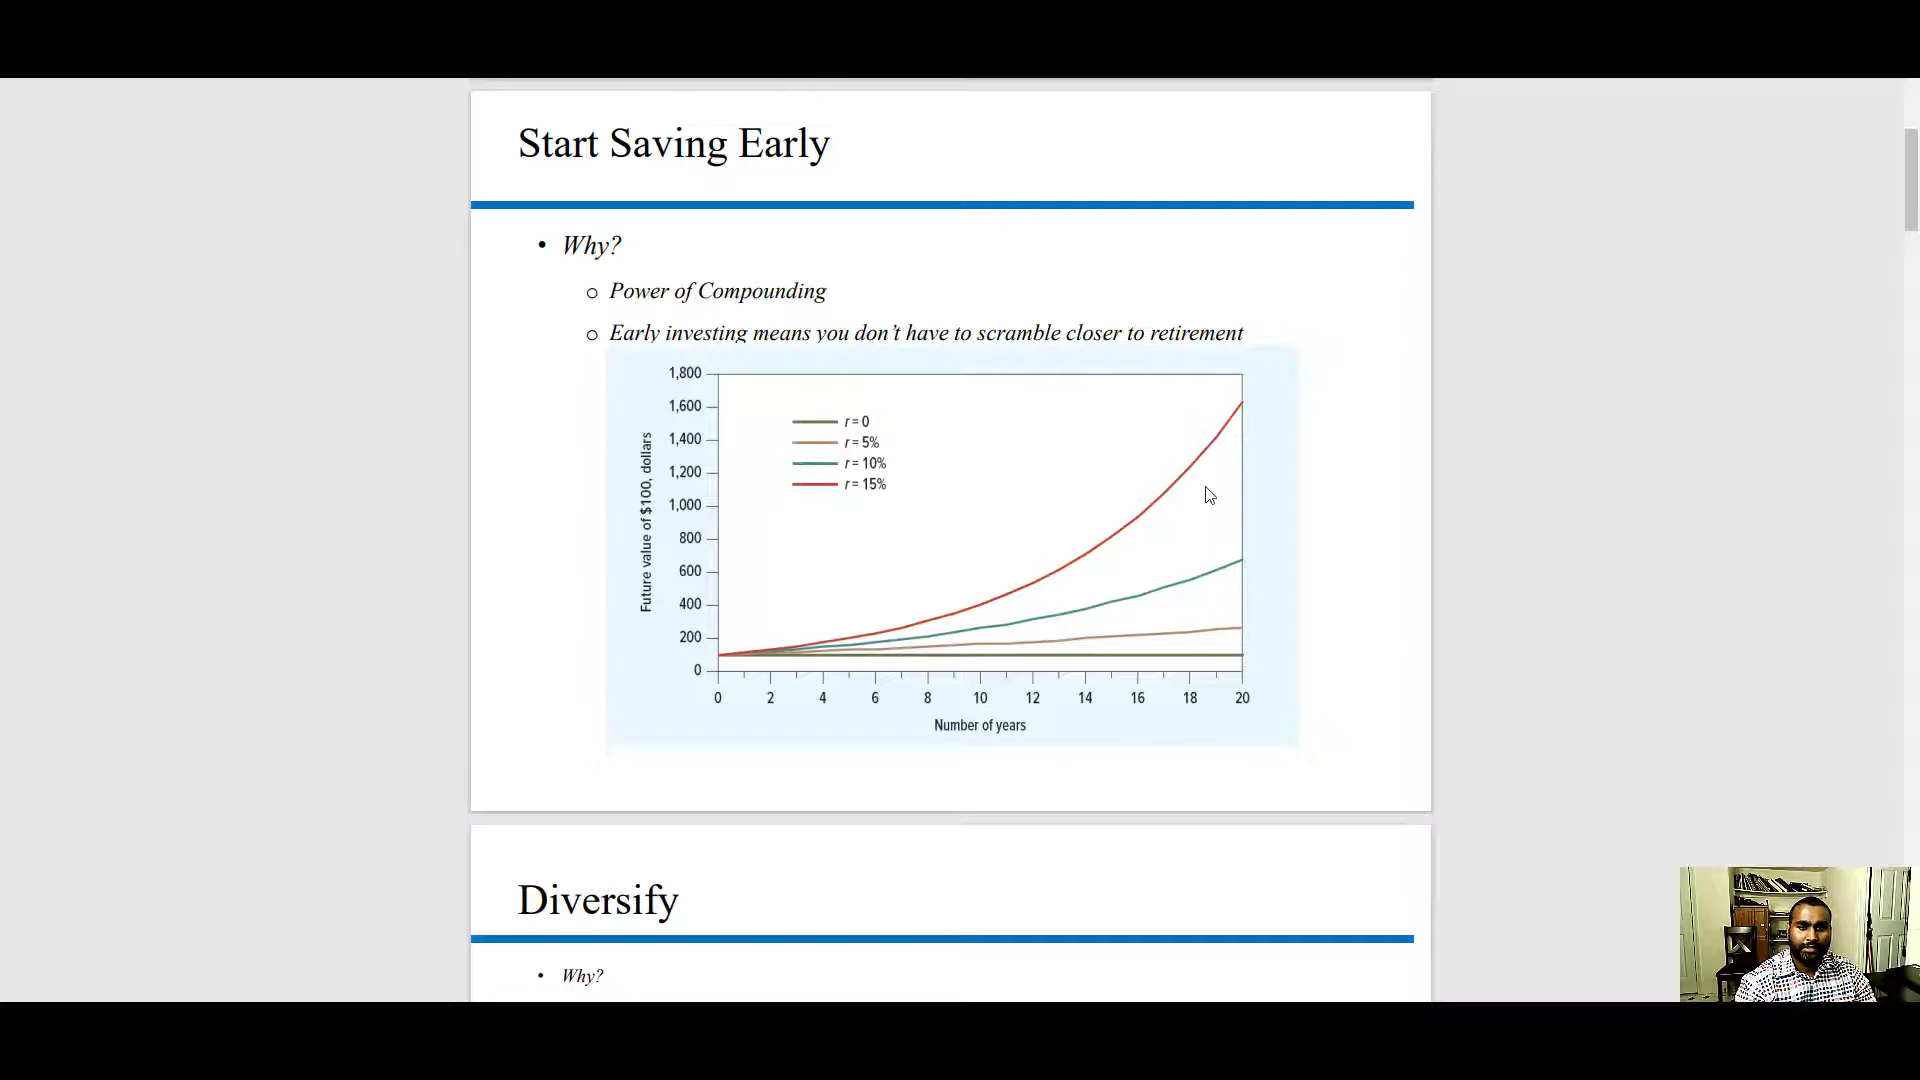 Start Saving Early
• Why?
o Power of Compounding
o Early investing means you don’t have to scramble closer to retirement
Future value of $100, dollars
1,800
1,600
1,400
1,200
1,000
800
600
400
200
0
r = 0
r = 5%
r = 10%
r = 15%
0 2 4 6 8 10 12 14 16 18 20
Number of years
Diversify
• Why?